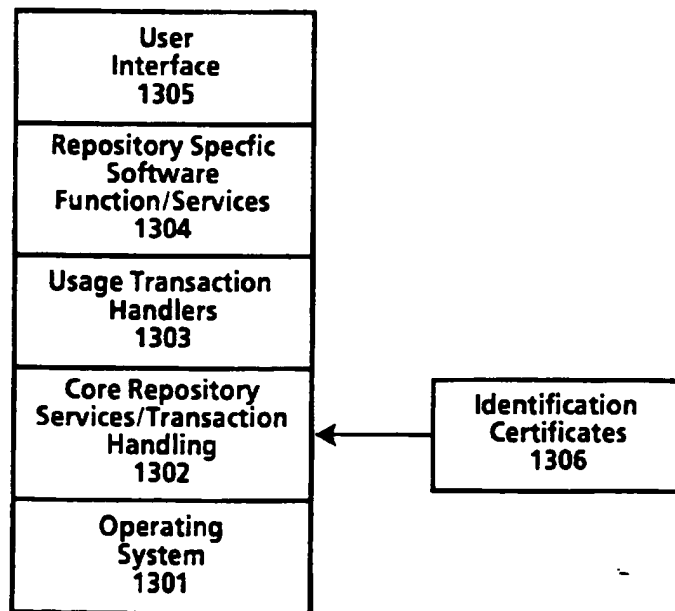 User
Interface
1305
Repository Specfic
Software
Function/Services
1304
Usage Transaction
Handlers
1303
Core Repository
Services/Transaction
Handling
1302
Operating
System
1301
Identification
Certificates
1306